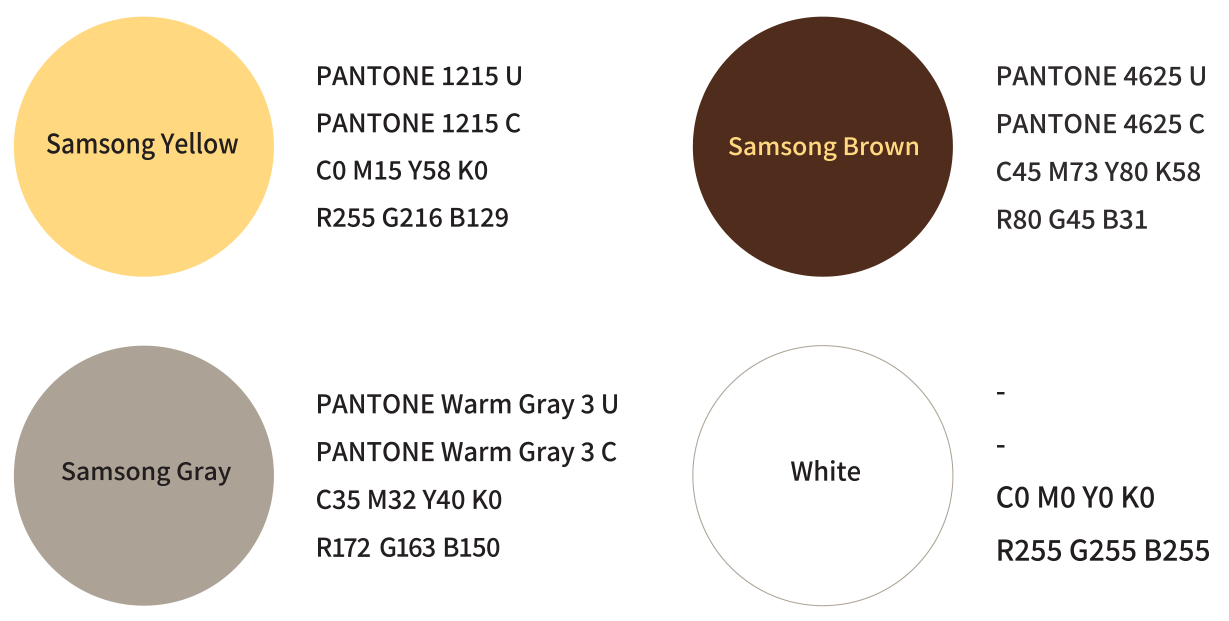 Samsong Yellow
PANTONE 1215 U
PANTONE 1215 C
C0 M15 Y58 K0
R255 G216 B129
Samsong Brown
PANTONE 4625 U
PANTONE 4625 C
C45 M73 Y80 K58
R80 G45 B31
Samsong Gray
PANTONE Warm Gray 3 U
PANTONE Warm Gray 3 C
C35 M32 Y40 K0
R172 G163 B150
White
-
-
C0 M0 Y0 K0
R255 G255 B255